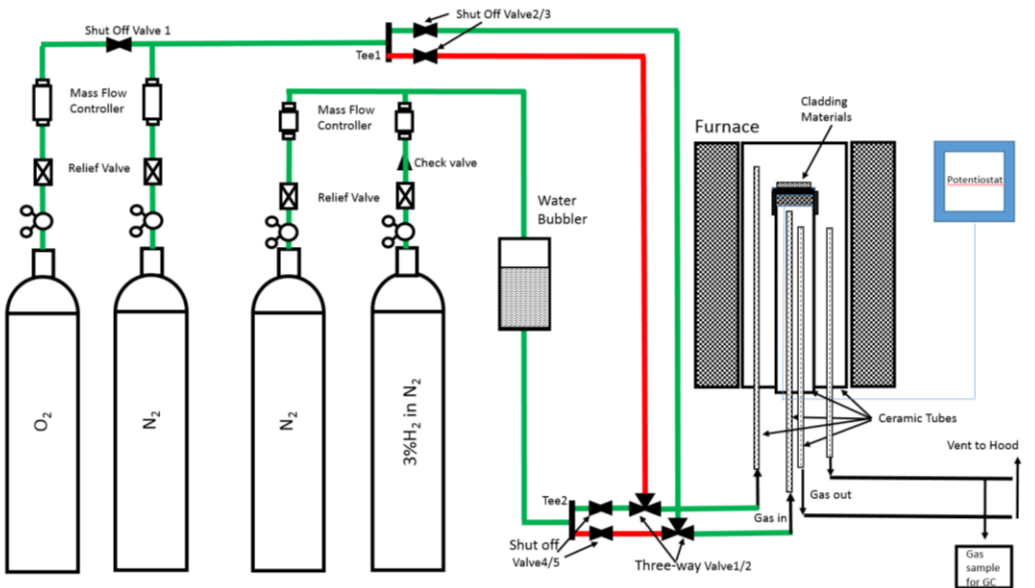 Shut Off Valve 1
Shut Off Valve2/3
Tee1
Mass Flow
Controller
Mass Flow
Controller
Relief Valve
Check valve
Relief Valve
Water
Bubbler
Furnace
Cladding
Materials
Potentiostat
O2
N2
N2
3%H2 in N2
Ceramic Tubes
Vent to Hood
Tee2
Gas in
Gas out
Shut off
Valve4/5
Three-way Valve1/2
Gas
sample
for GC